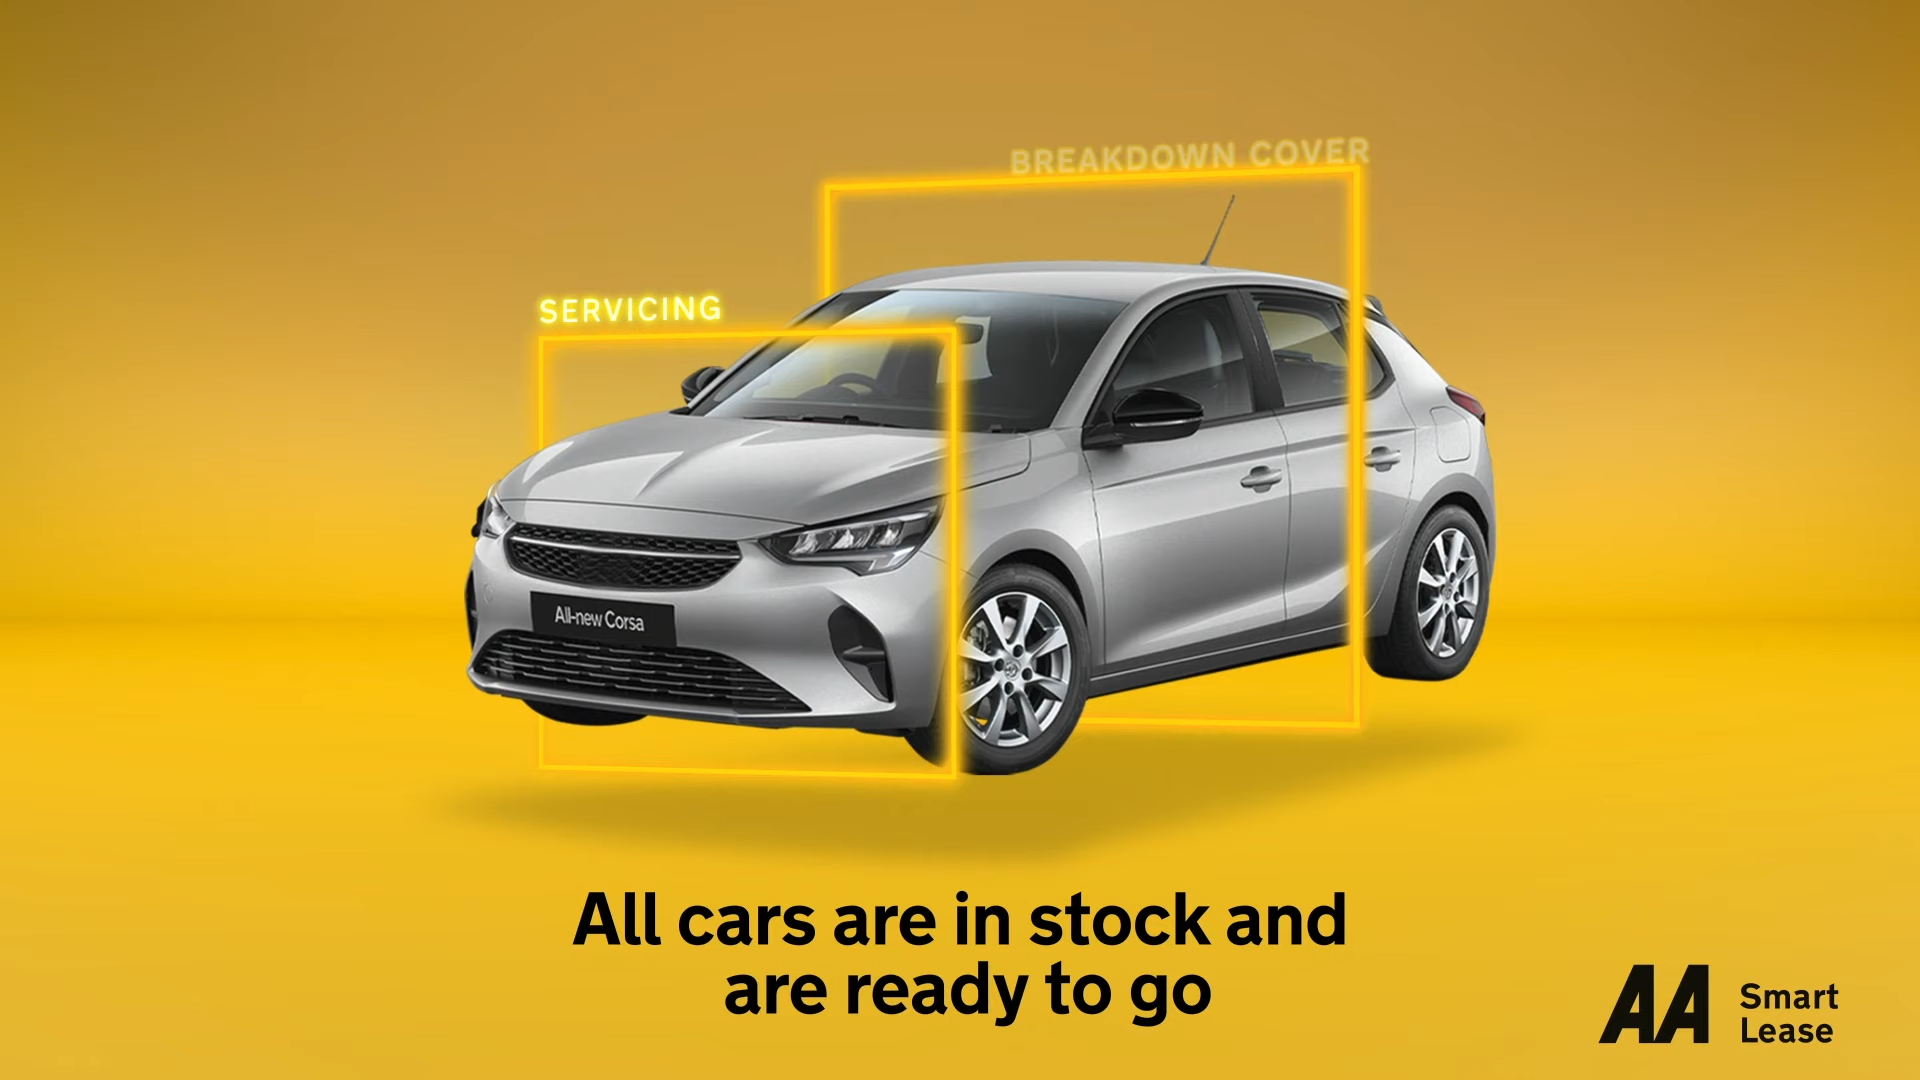 BREAKDOWN COVER
SERVICING
All-new Corsa
All cars are in stock and
are ready to go
AA
Smart
Lease